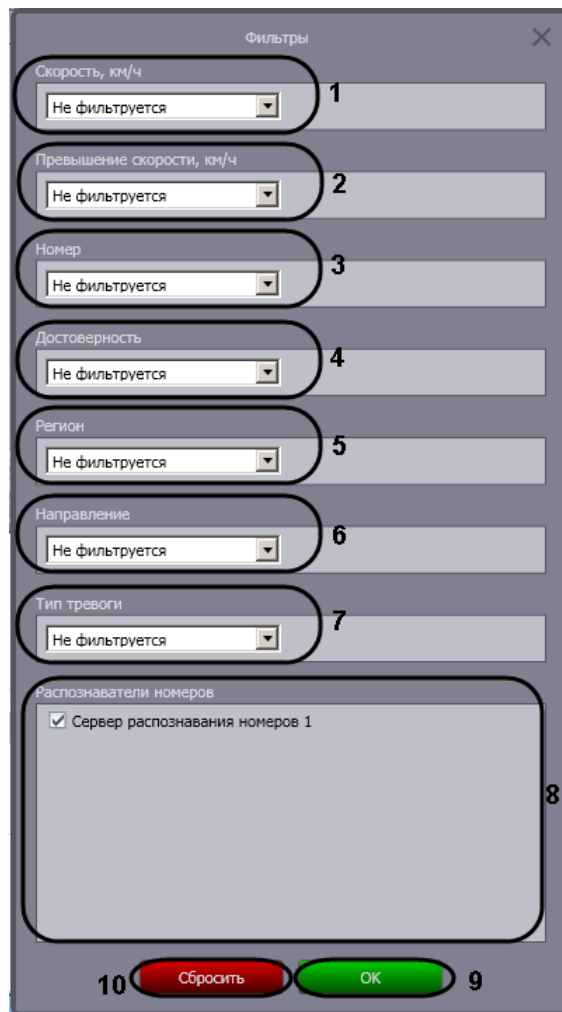 Фильтры
Скорость, км/ч
1
Не фильтруется
Превышение скорости, км/ч
2
Не фильтруется
Номер
3
Не фильтруется
Достоверность
4
Не фильтруется
Регион
5
Не фильтруется
Направление
6
Не фильтруется
Тип тревоги
7
Не фильтруется
Распознаватели номеров
Сервер распознавания номеров 1
8
10 Сбросить OK 9